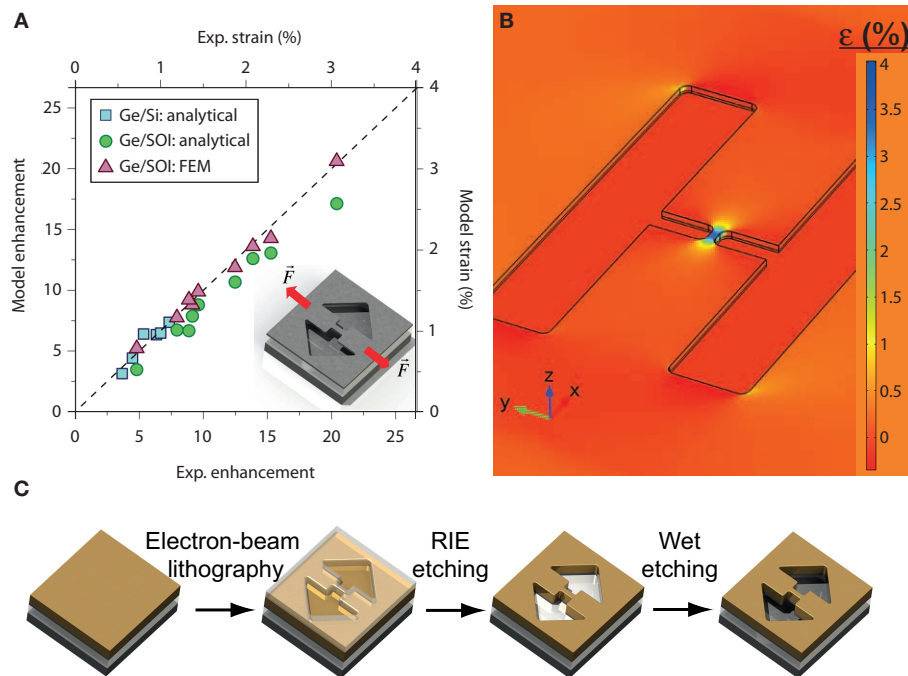 A
Exp. strain (%)
0 1 2 3 4
25
20
15
10
5
0
Model enhancement
Ge/Si: analytical
Ge/SOI: analytical
Ge/SOI: FEM
4
3
2
1
0
Model strain (%)
F
F
0 5 10 15 20 25
Exp. enhancement
B
ε (%)
4
3.5
3
2.5
2
1.5
1
0.5
0
z
x
y
C
Electron-beam
lithography
RIE
etching
Wet
etching